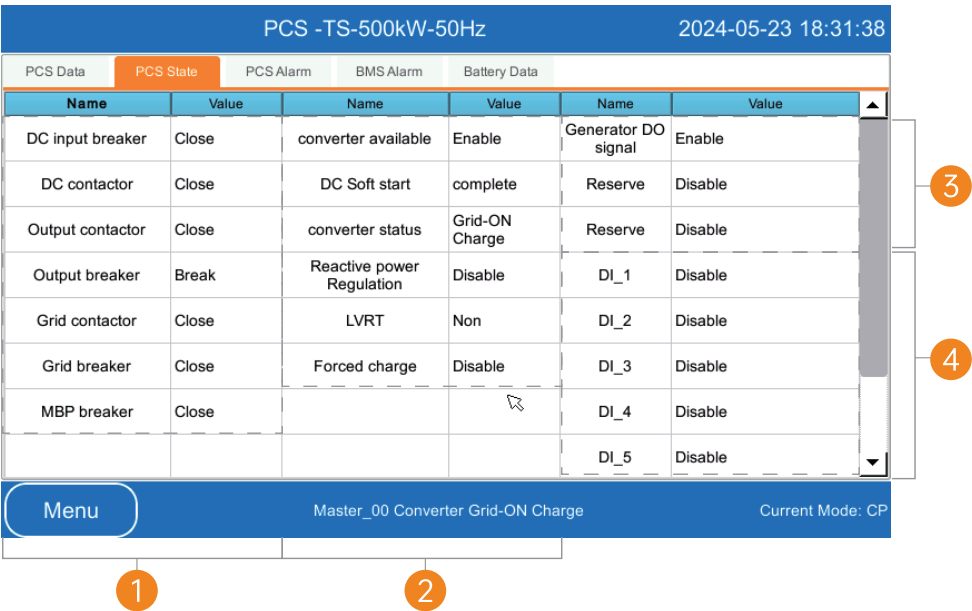 PCS -TS-500kW-50Hz 2024-05-23 18:31:38
PCS Data PCS State PCS Alarm BMS Alarm Battery Data
Name Value Name Value Name Value
DC input breaker Close converter available Enable Generator DO signal Enable
DC contactor Close DC Soft start complete Reserve Disable
Output contactor Close converter status Grid-ON Charge Reserve Disable
Output breaker Break Reactive power Regulation Disable DI_1 Disable
Grid contactor Close LVRT Non DI_2 Disable
Grid breaker Close Forced charge Disable DI_3 Disable
MBP breaker Close DI_4 Disable
DI_5 Disable
Menu Master_00 Converter Grid-ON Charge Current Mode: CP
3
4
1 2